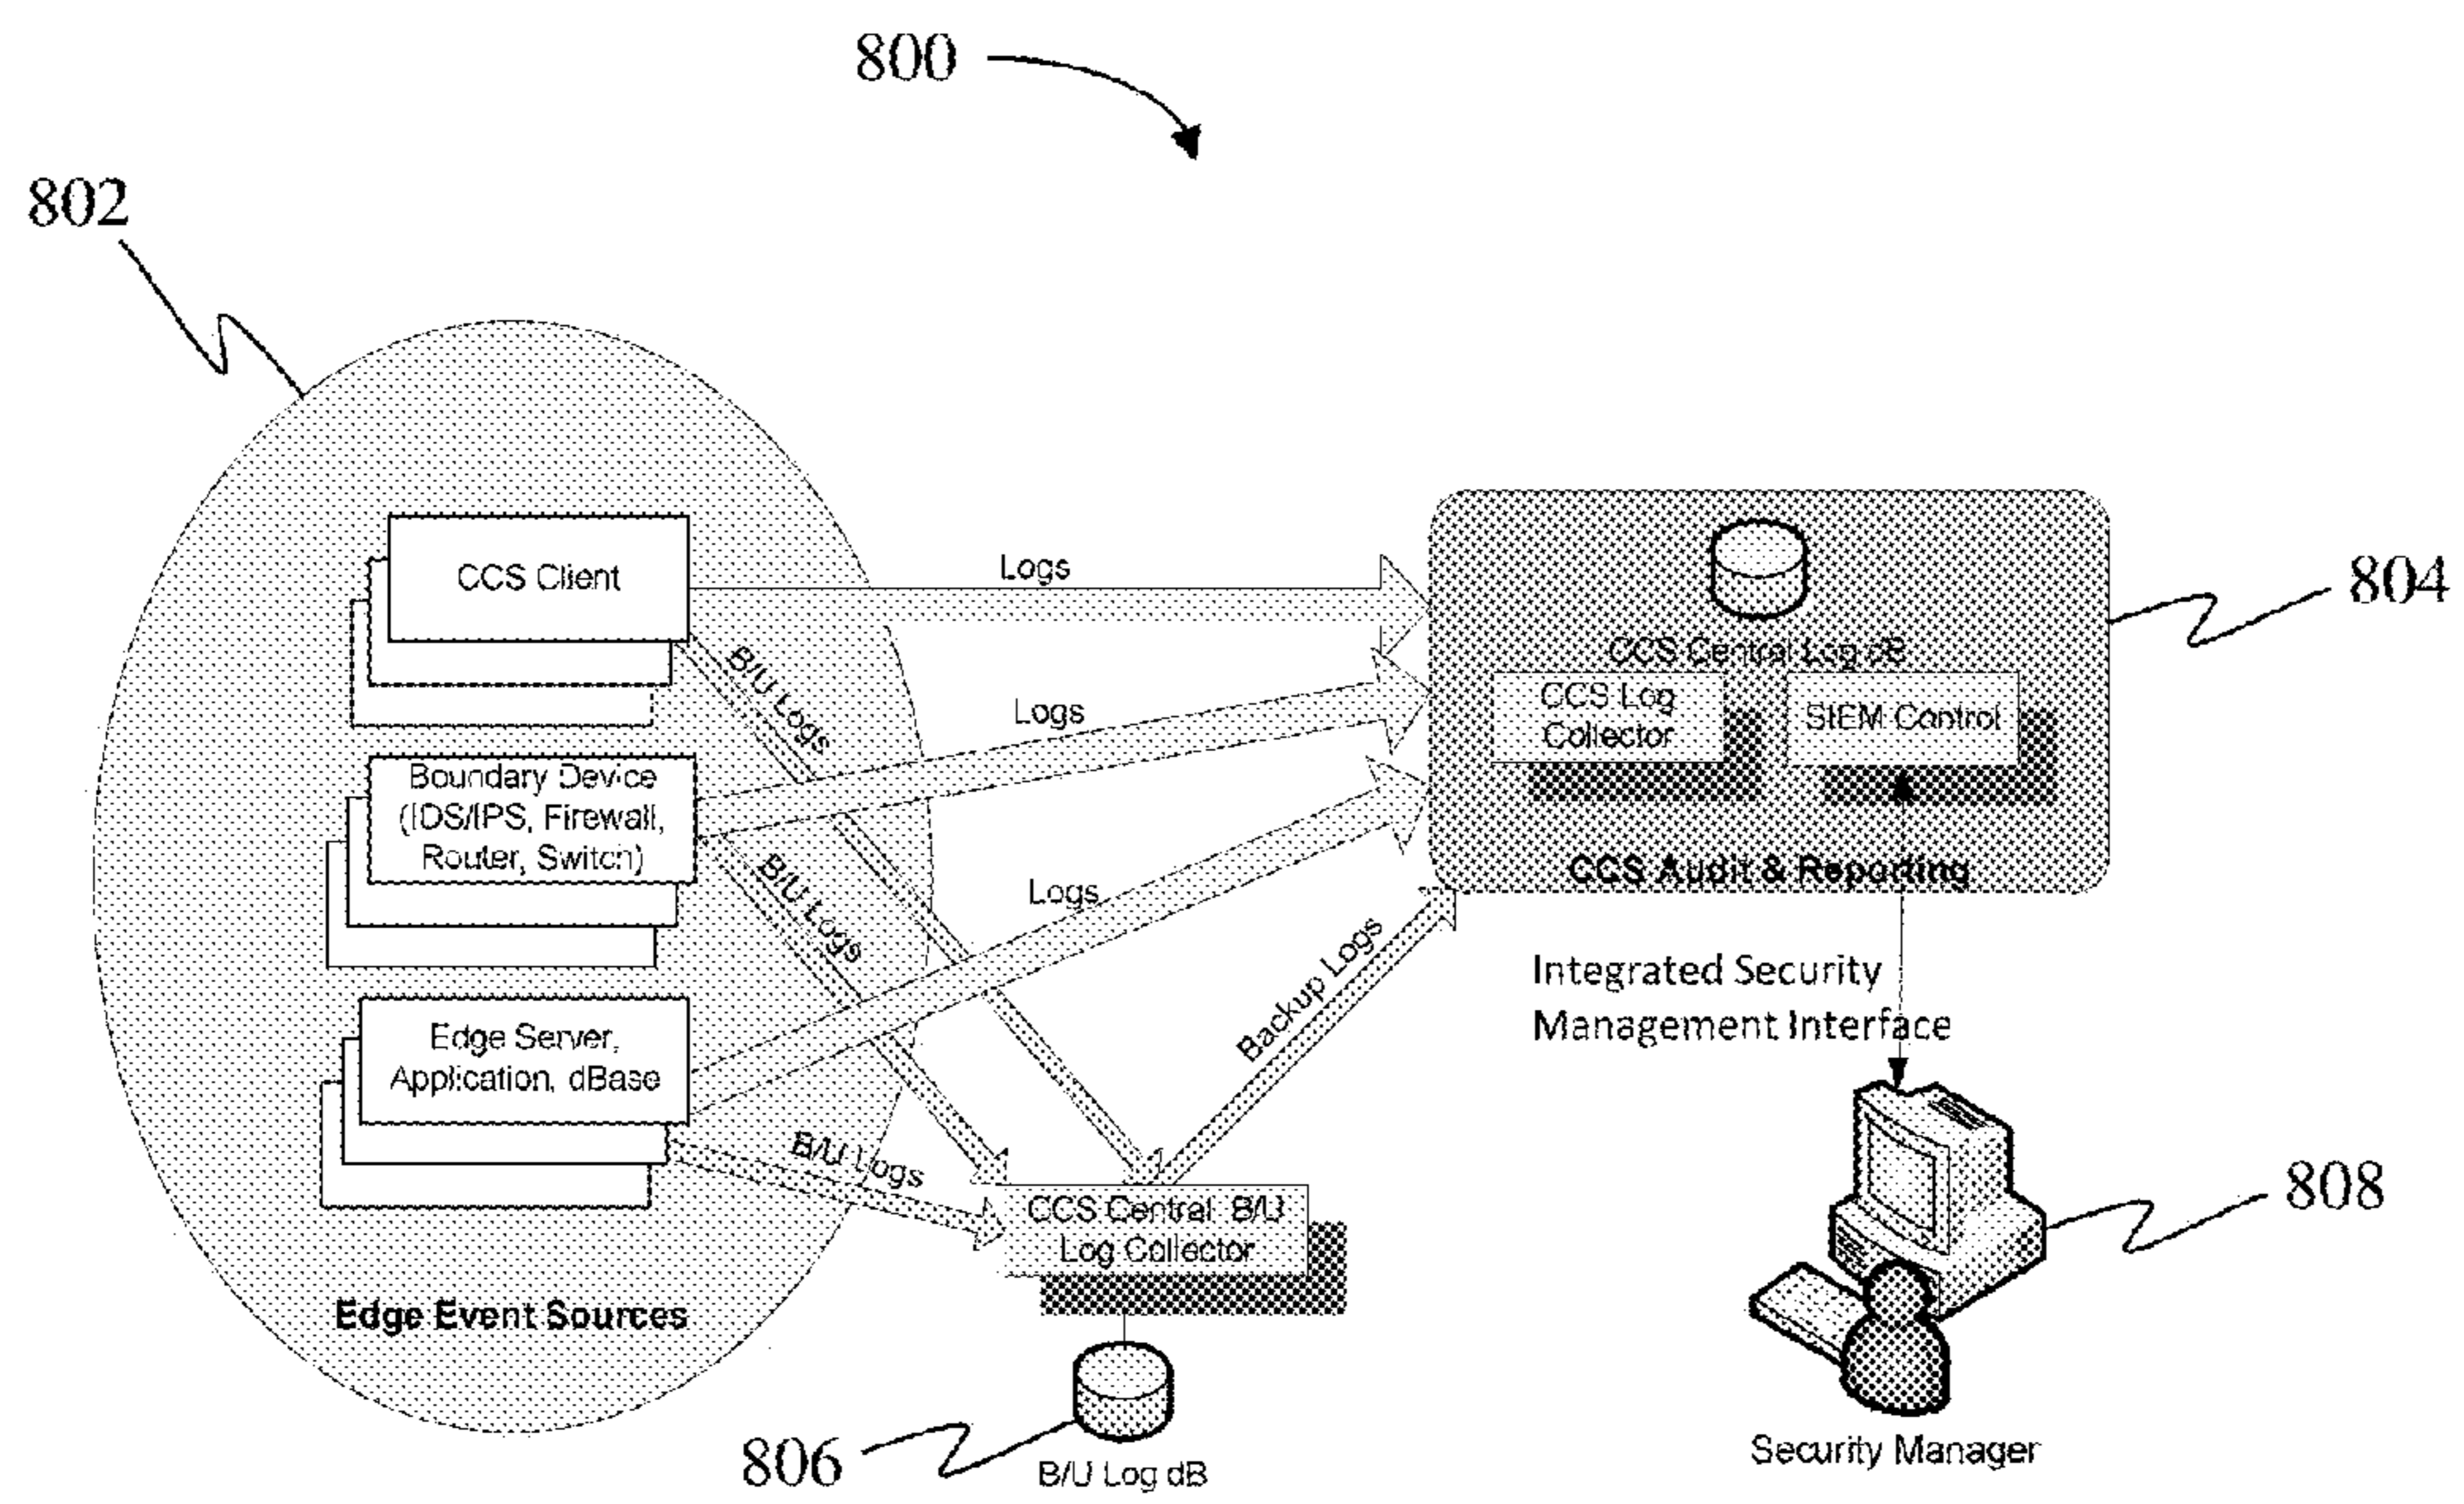 800
802
CCS Client
Logs
B/U Logs
804
CCS Central Log dB
CCS Log
Collector
SIEM Control
Logs
Boundary Device
(IDS/IPS, Firewall,
Router, Switch)
B/U Logs
Logs
CCS Audit & Reporting
Backup Logs
Integrated Security
Management Interface
Edge Server,
Application, dBase
B/U Logs
CCS Central B/U
Log Collector
808
Edge Event Sources
806
B/U Log dB
Security Manager